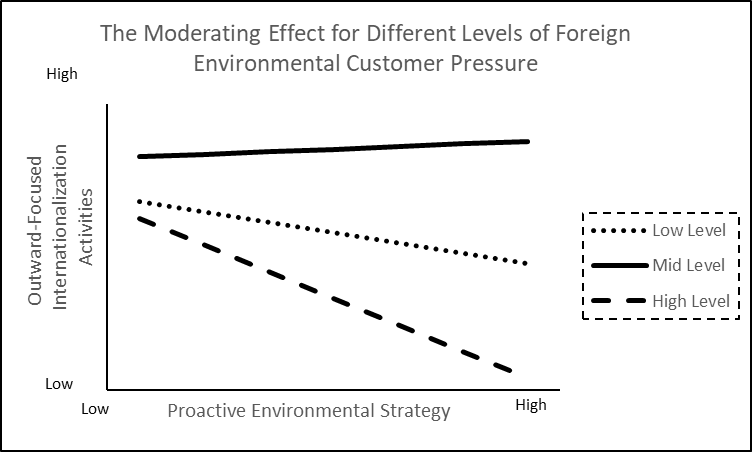 The Moderating Effect for Different Levels of Foreign
Environmental Customer Pressure
High
Outward-Focused
Internationalization
Activities
Low
Low
Proactive Environmental Strategy
High
Low Level
Mid Level
High Level